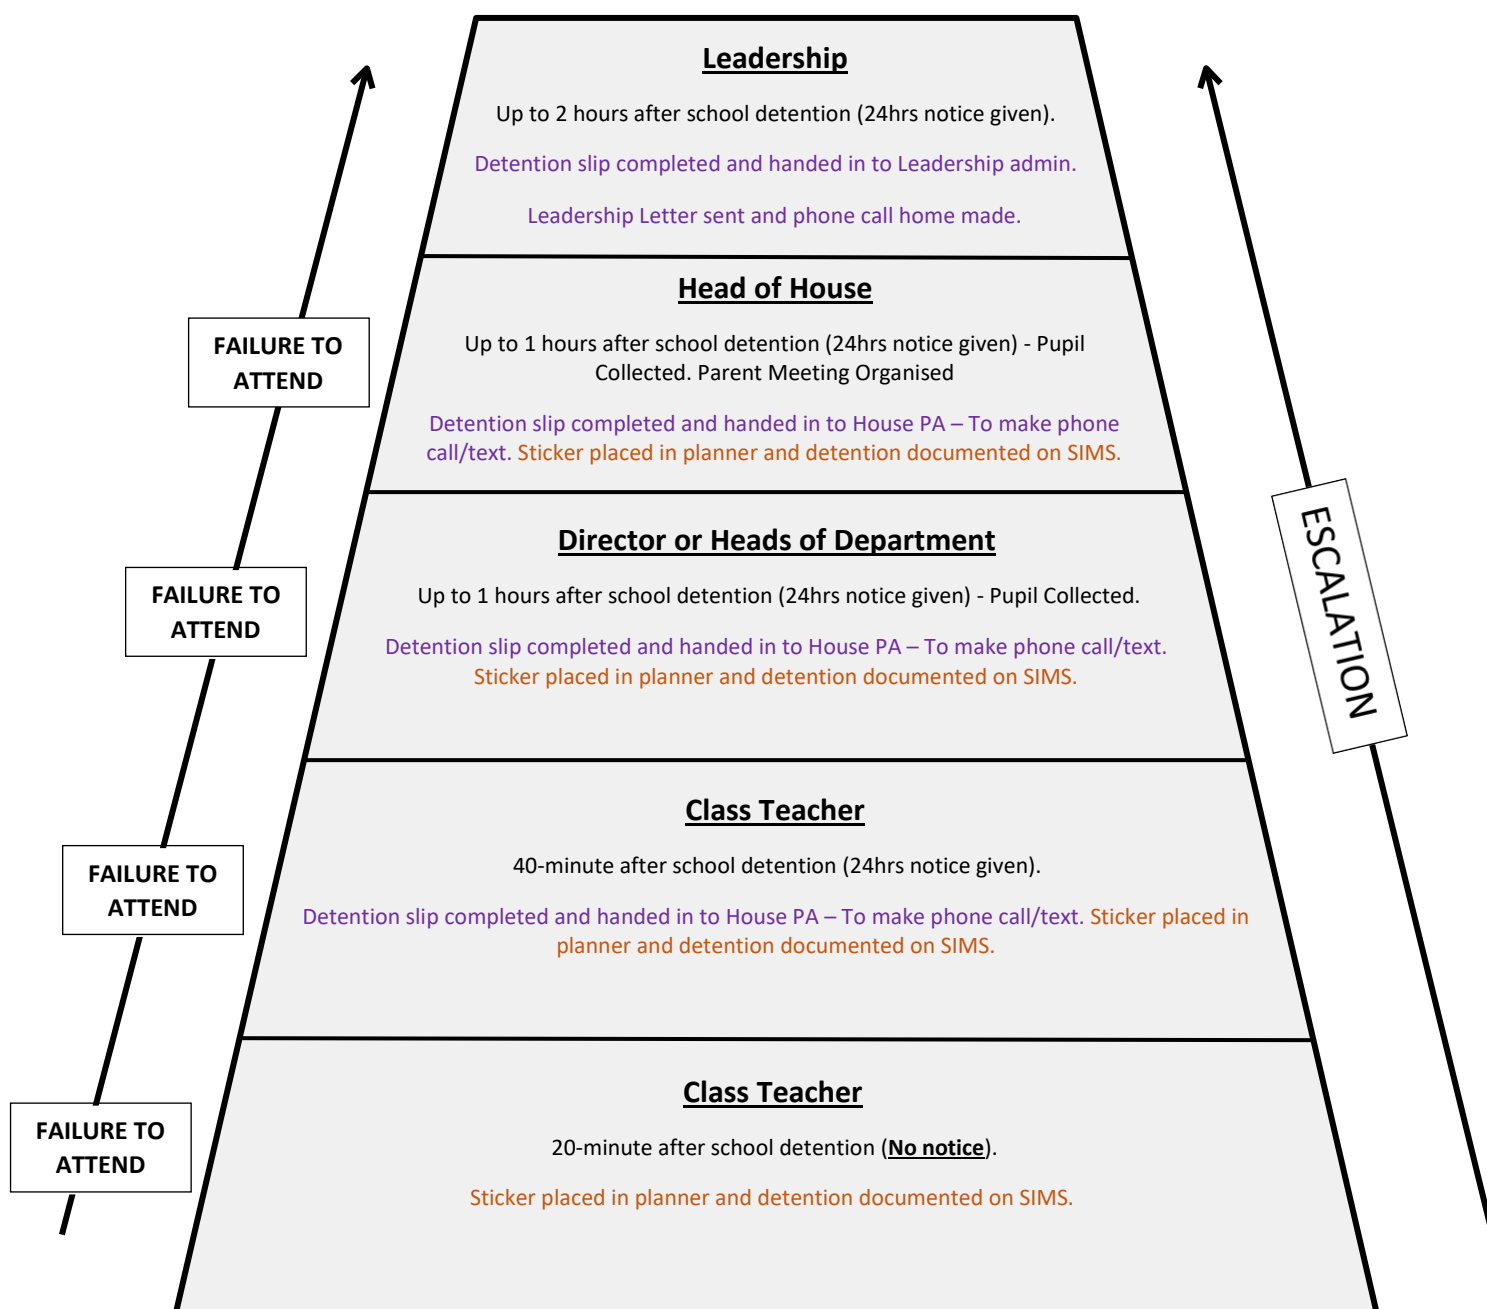 Leadership
Up to 2 hours after school detention (24hrs notice given).
Detention slip completed and handed in to Leadership admin.
Leadership Letter sent and phone call home made.
Head of House
FAILURE TO
ATTEND
Up to 1 hours after school detention (24hrs notice given) - Pupil
Collected. Parent Meeting Organised
Detention slip completed and handed in to House PA – To make phone
call/text. Sticker placed in planner and detention documented on SIMS.
ESCALATION
Director or Heads of Department
FAILURE TO
ATTEND
Up to 1 hours after school detention (24hrs notice given) - Pupil Collected.
Detention slip completed and handed in to House PA – To make phone call/text.
Sticker placed in planner and detention documented on SIMS.
Class Teacher
FAILURE TO
ATTEND
40-minute after school detention (24hrs notice given).
Detention slip completed and handed in to House PA – To make phone call/text. Sticker placed in
planner and detention documented on SIMS.
Class Teacher
FAILURE TO
ATTEND
20-minute after school detention (No notice).
Sticker placed in planner and detention documented on SIMS.